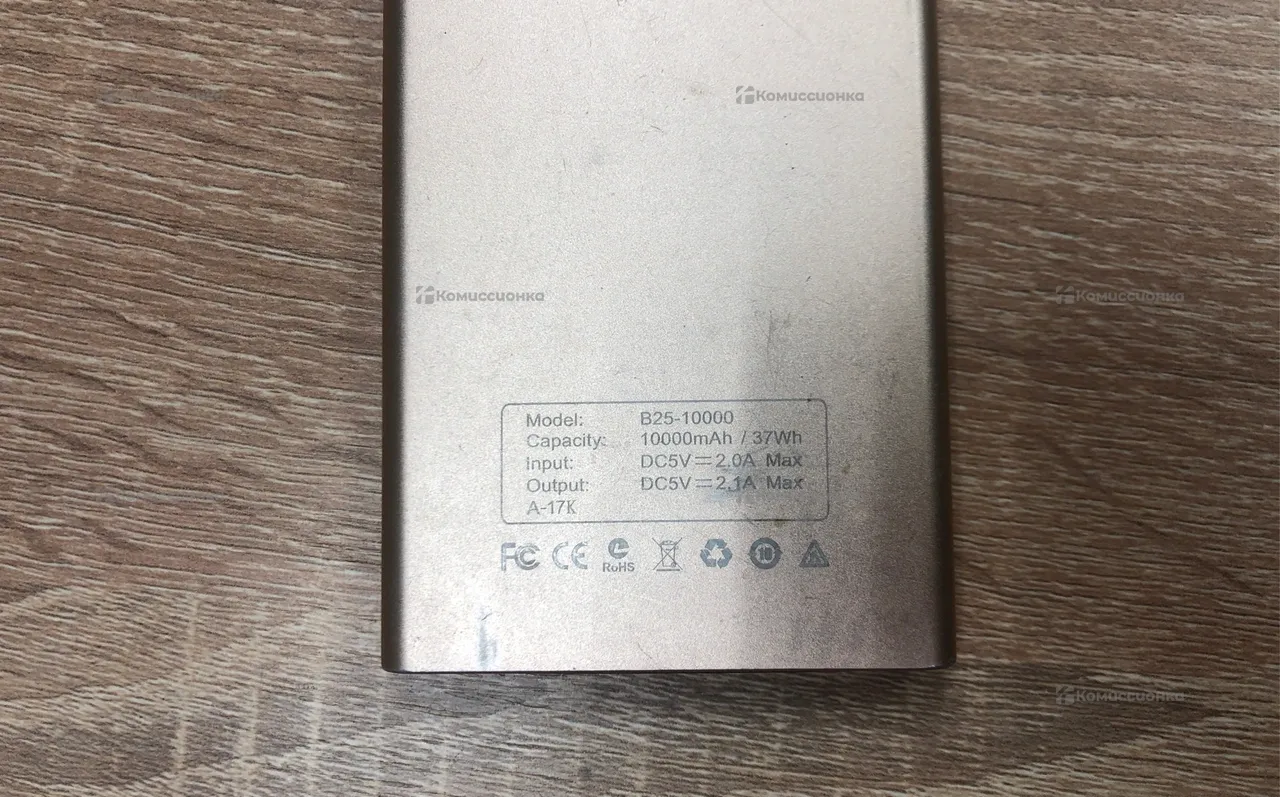 Комиссионка
Комиссионка
Комиссионка
Model: B25-10000
Capacity: 10000mAh / 37Wh
Input: DC5V⎓2.0A Max
Output: DC5V⎓2.1A Max
A-17K
FC CE RoHS 10
Комиссионка